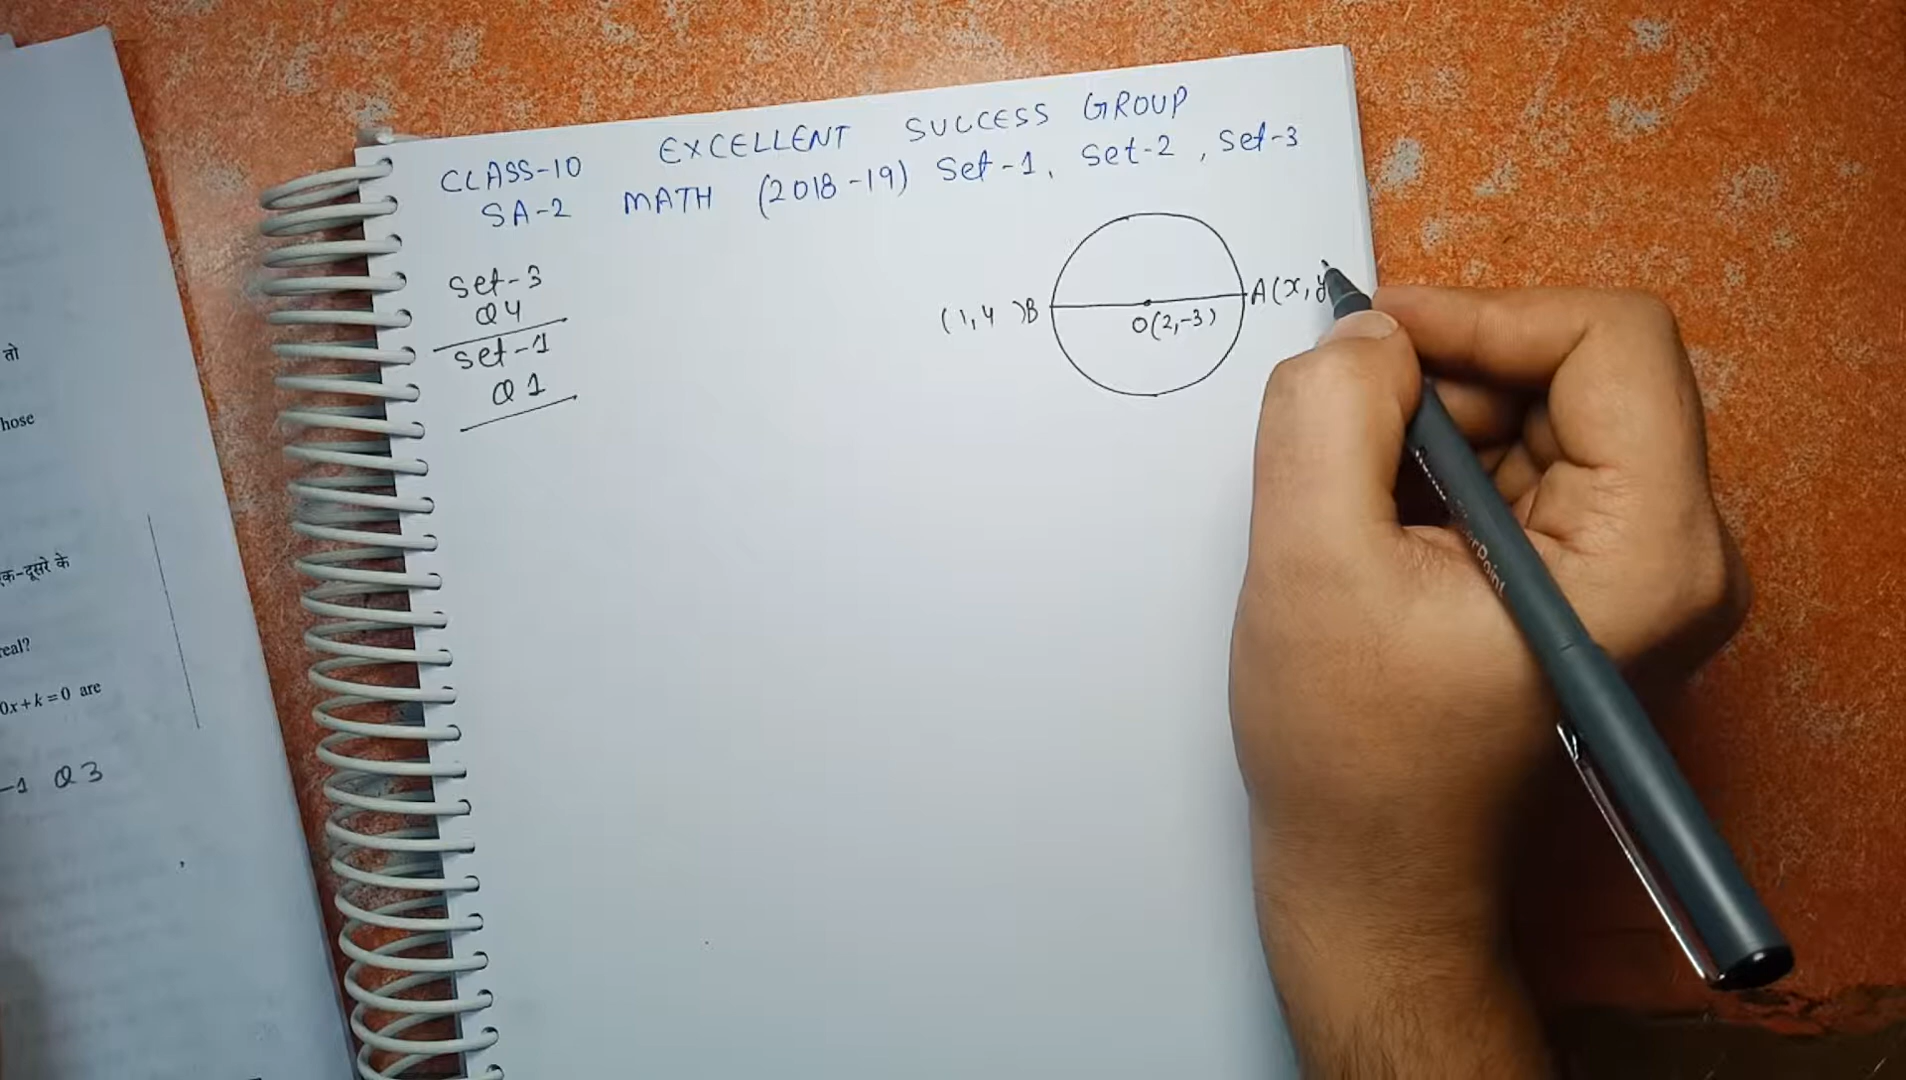 EXCELLENT SUCCESS GROUP
CLASS-10
SA-2 MATH (2018-19) Set-1, Set-2, Set-3
Set-3
Q4
Set-1
Q1
(1,4 )B
O(2,-3)
A(x, y
तो
hose
एक-दूसरे के
real?
0x + k = 0 are
-1 Q3